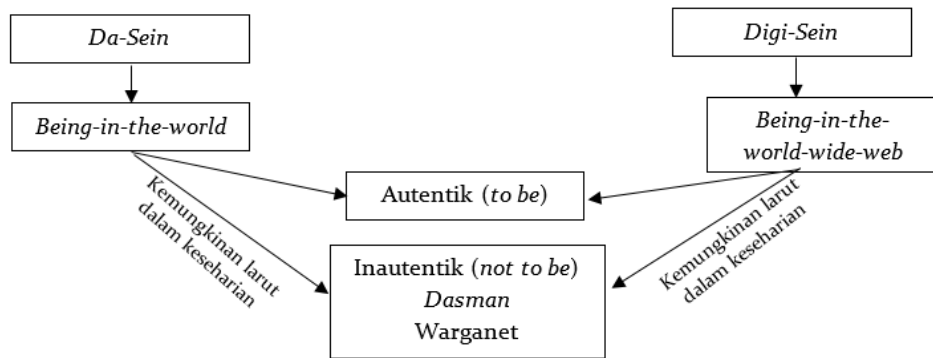 Da-Sein
Digi-Sein
Being-in-the-world
Being-in-the-
world-wide-web
Autentik (to be)
Kemungkinan larut
dalam keseharian
Kemungkinan larut
dalam keseharian
Inautentik (not to be)
Dasman
Warganet